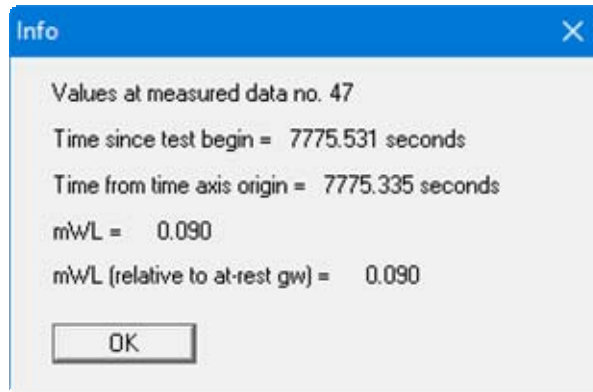 Info
Values at measured data no. 47
Time since test begin = 7775.531 seconds
Time from time axis origin = 7775.335 seconds
mWL = 0.090
mWL (relative to at-rest gw) = 0.090
OK